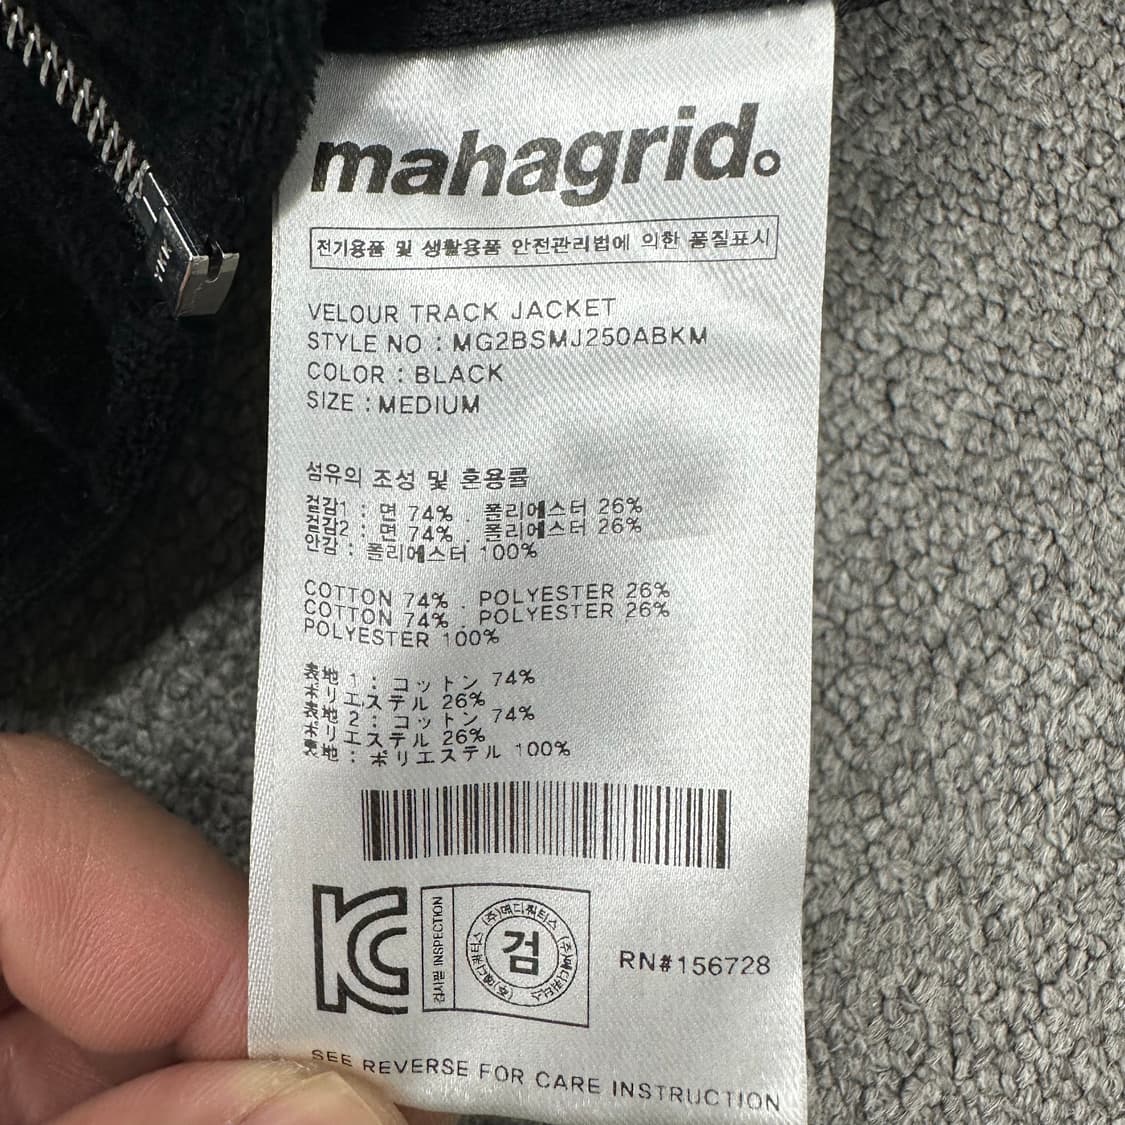 mahagrid.
전기용품 및 생활용품 안전관리법에 의한 품질표시
VELOUR TRACK JACKET
STYLE NO : MG2BSMJ250ABKM
COLOR : BLACK
SIZE : MEDIUM
섬유의 조성 및 혼용률
겉감1 : 면 74% . 폴리에스터 26%
겉감2 : 면 74% . 폴리에스터 26%
안감 : 폴리에스터 100%
COTTON 74% . POLYESTER 26%
COTTON 74% . POLYESTER 26%
POLYESTER 100%
表地 1 : コットン 74%
ポリエステル 26%
表地 2 : コットン 74%
ポリエステル 26%
裏地 : ポリエステル 100%
KC
검사필 INSPECTION
검
RN#156728
SEE REVERSE FOR CARE INSTRUCTION
YKK